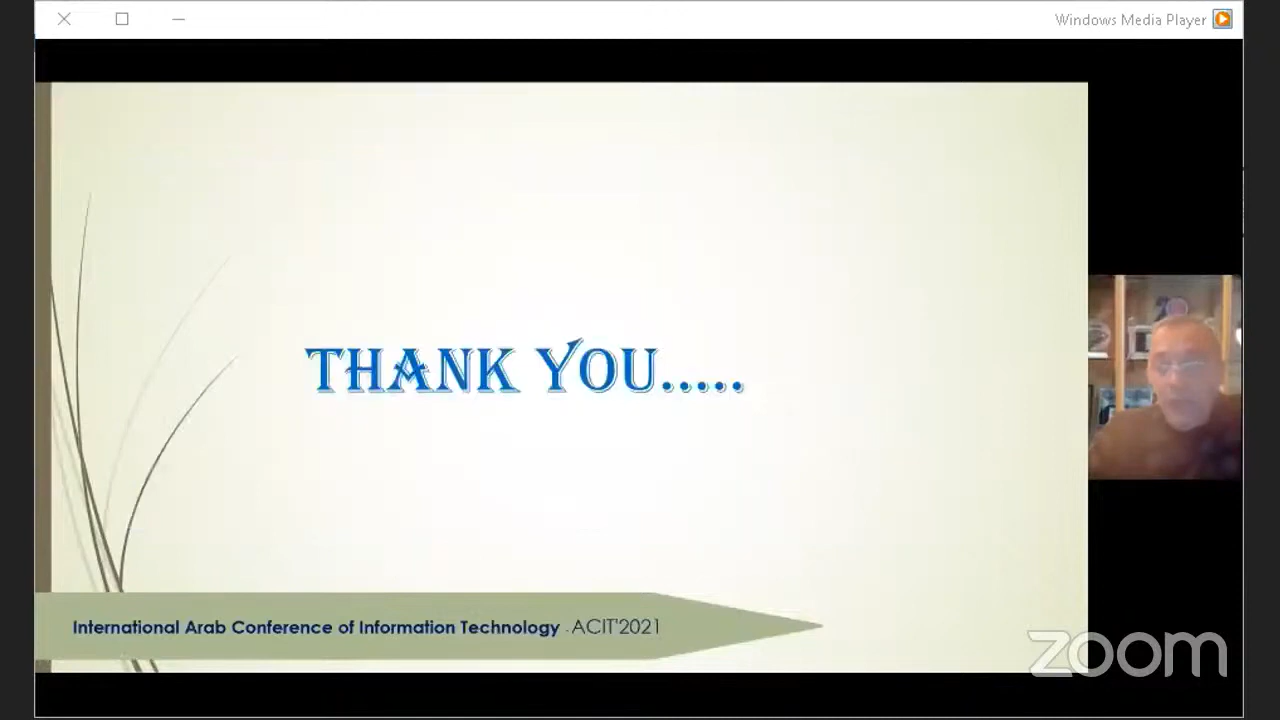 Windows Media Player
THANK YOU.....
International Arab Conference of Information Technology - ACIT'2021
zoom